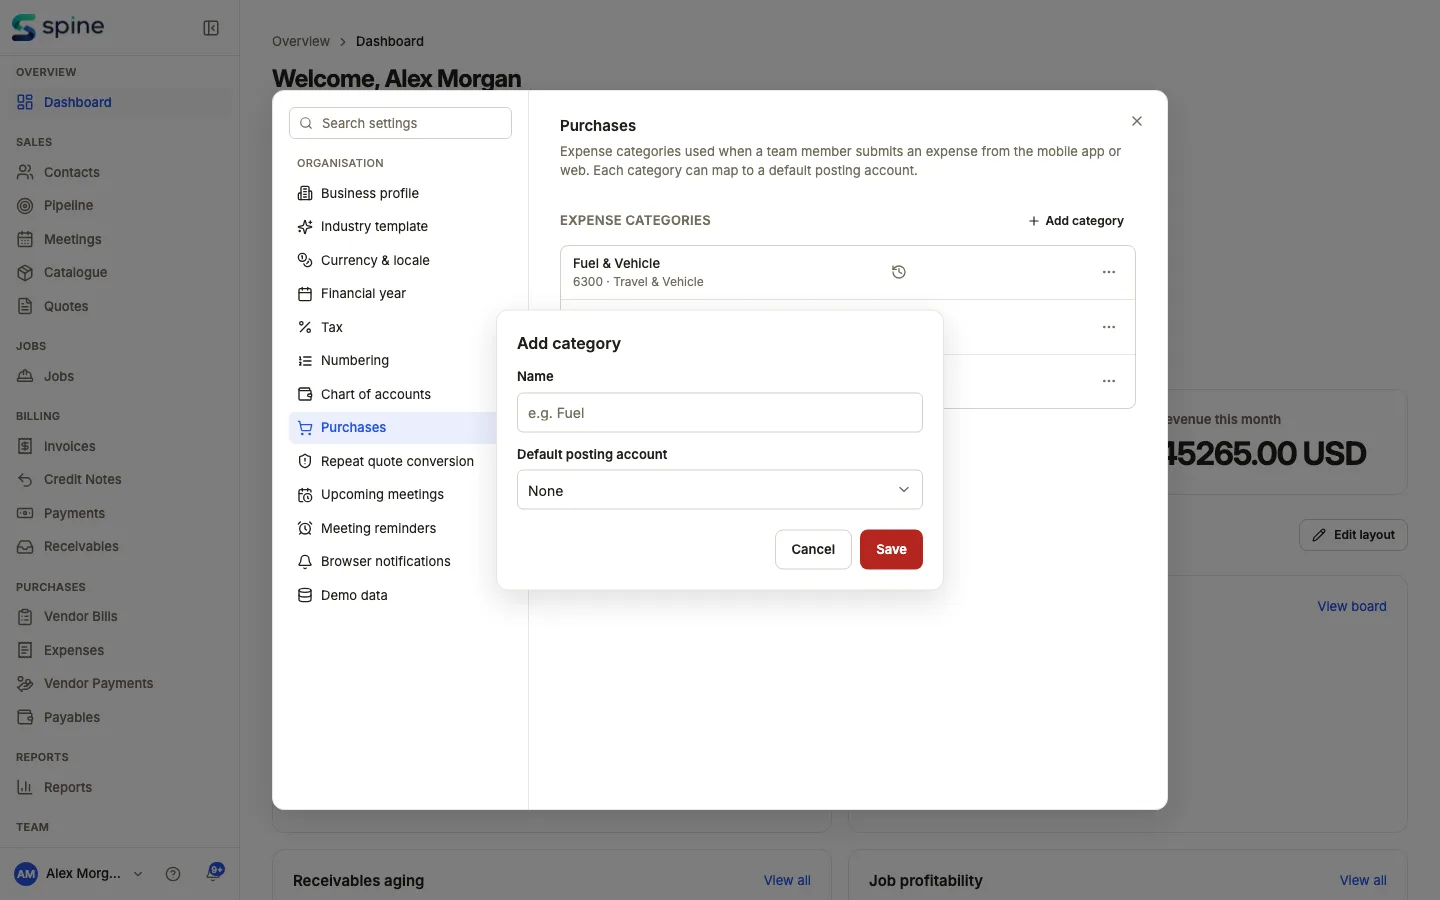 spine
OVERVIEW
Dashboard
SALES
Contacts
Pipeline
Meetings
Catalogue
Quotes
JOBS
Jobs
BILLING
Invoices
Credit Notes
Payments
Receivables
PURCHASES
Vendor Bills
Expenses
Vendor Payments
Payables
REPORTS
Reports
TEAM
AM Alex Morg...
9+
Overview > Dashboard
Welcome, Alex Morgan
Search settings
ORGANISATION
Business profile
Industry template
Currency & locale
Financial year
Tax
Numbering
Chart of accounts
Purchases
Repeat quote conversion
Upcoming meetings
Meeting reminders
Browser notifications
Demo data
Purchases
Expense categories used when a team member submits an expense from the mobile app or
web. Each category can map to a default posting account.
EXPENSE CATEGORIES
+ Add category
Fuel & Vehicle
6300 · Travel & Vehicle
Add category
Name
e.g. Fuel
Default posting account
None
Cancel
Save
evenue this month
45265.00 USD
Edit layout
View board
Receivables aging
View all
Job profitability
View all